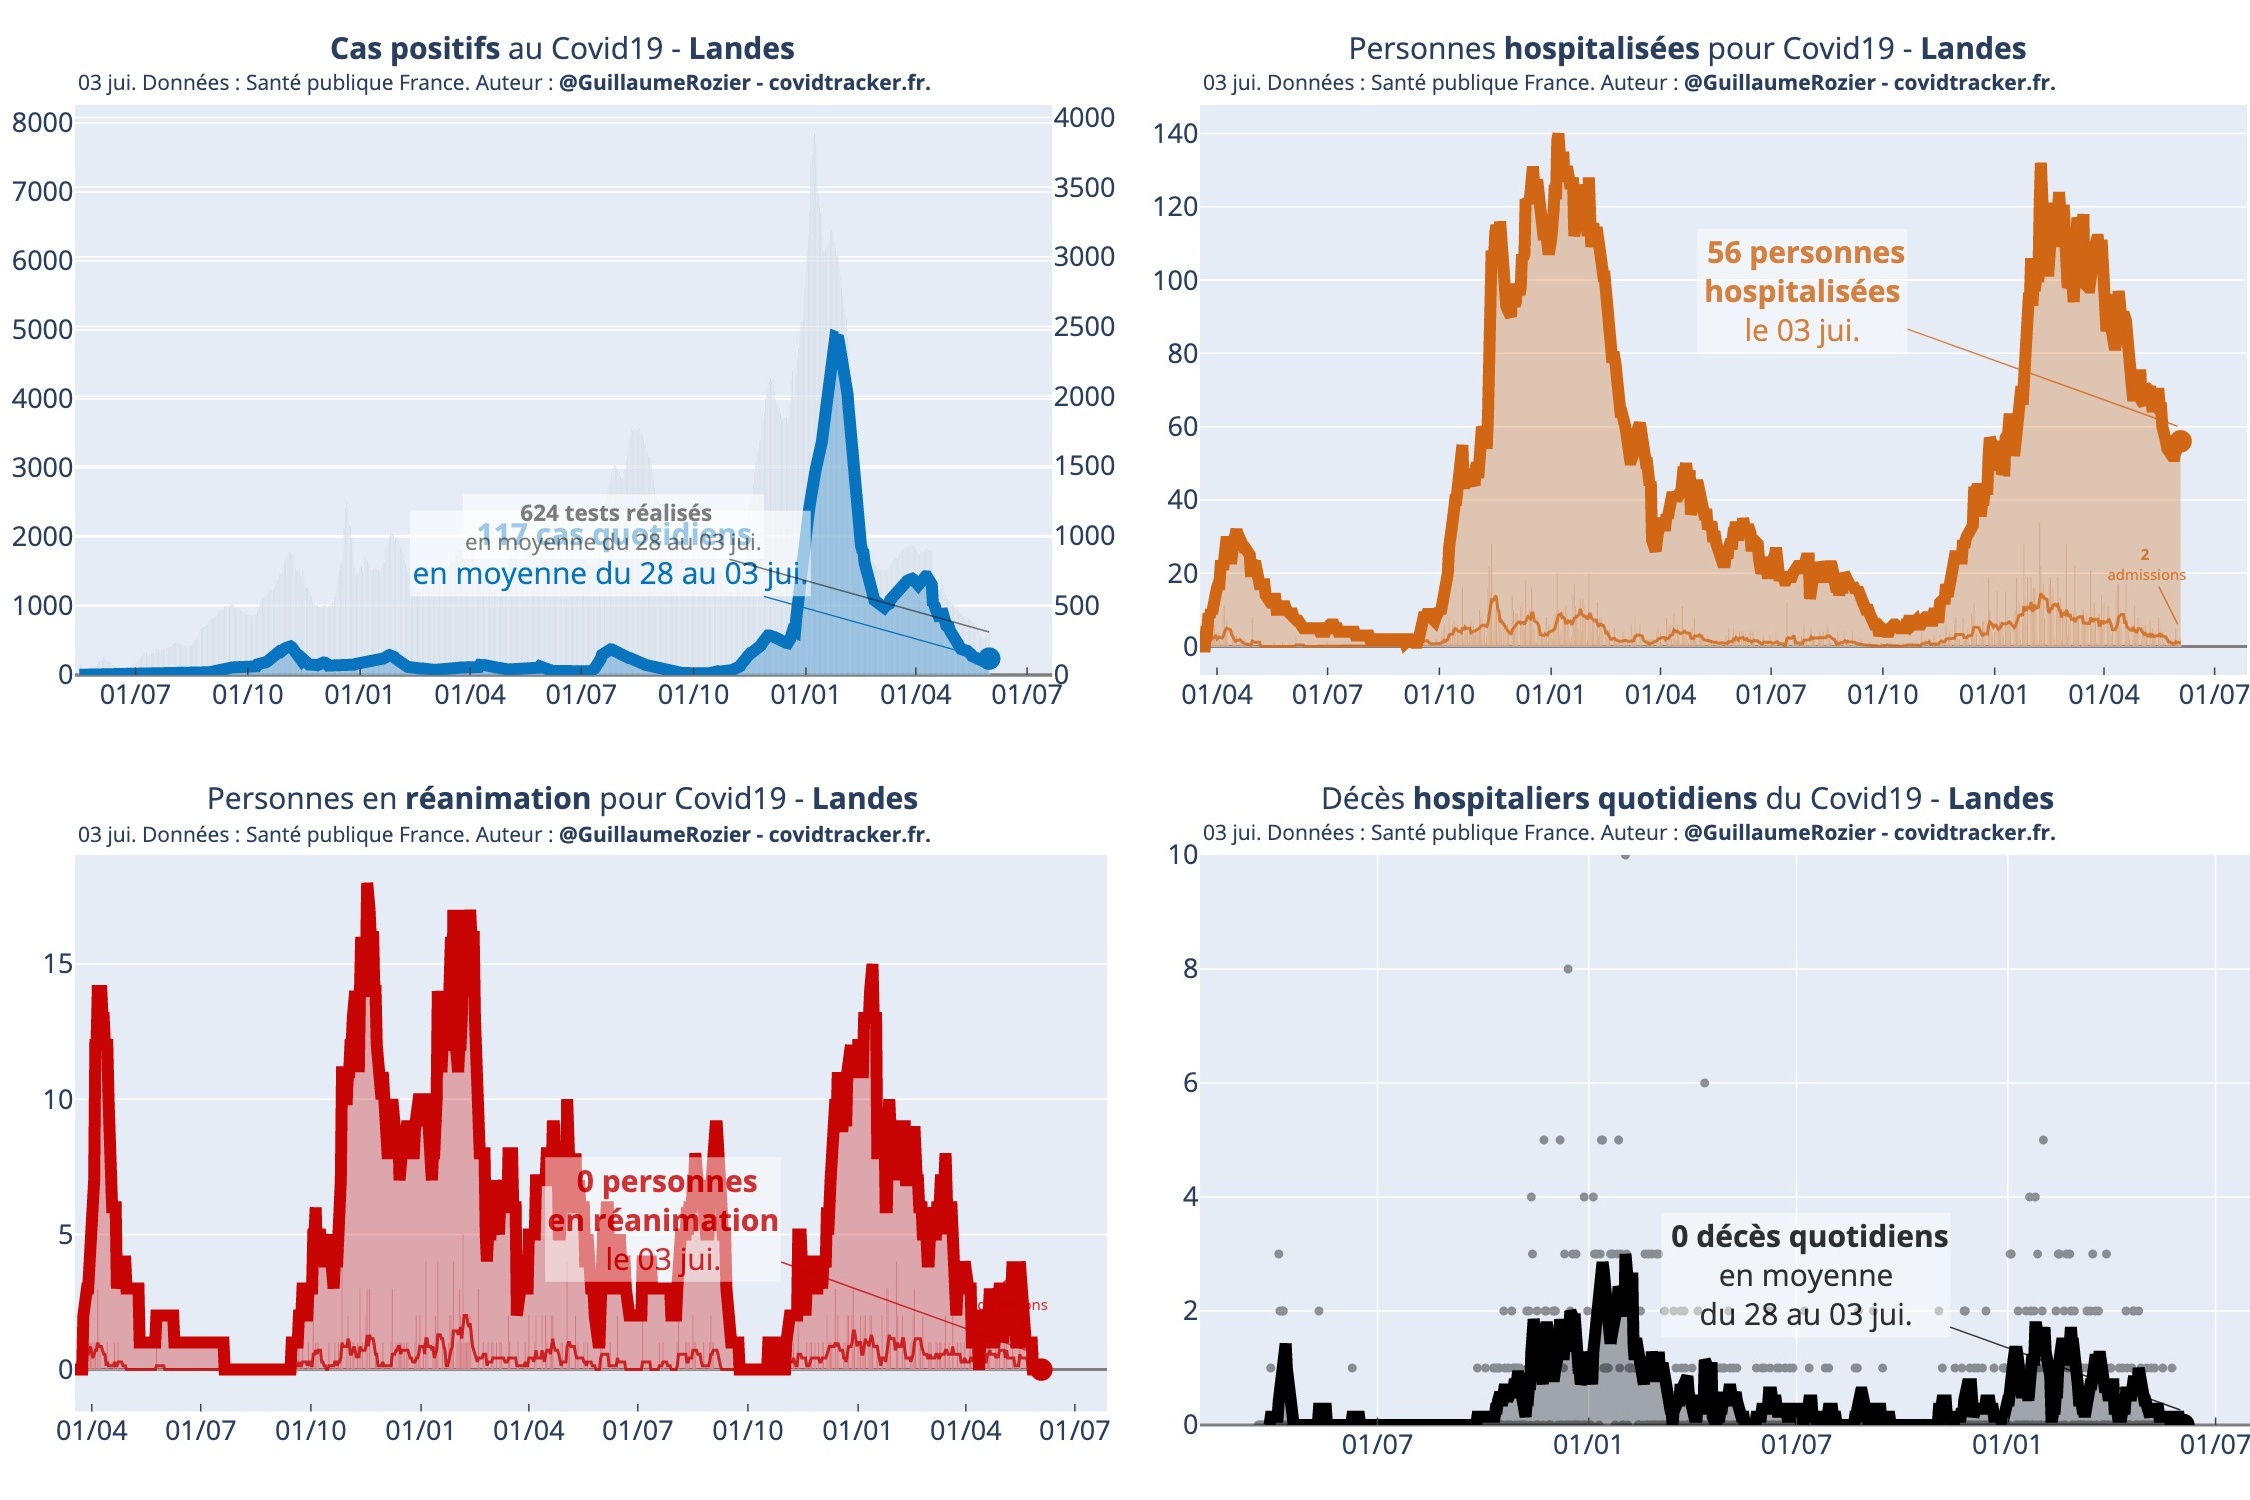 Cas positifs au Covid19 - Landes
03 jui. Données : Santé publique France. Auteur : @GuillaumeRozier - covidtracker.fr.
8000
7000
6000
5000
4000
3000
2000
1000
0
4000
3500
3000
2500
2000
1500
1000
500
0
624 tests réalisés
en moyenne du 28 au 03 jui.
117 cas quotidiens
en moyenne du 28 au 03 jui.
01/07 01/10 01/01 01/04 01/07 01/10 01/01 01/04 01/07
Personnes hospitalisées pour Covid19 - Landes
03 jui. Données : Santé publique France. Auteur : @GuillaumeRozier - covidtracker.fr.
140
120
100
80
60
40
20
0
56 personnes
hospitalisées
le 03 jui.
2
admissions
01/04 01/07 01/10 01/01 01/04 01/07 01/10 01/01 01/04 01/07
Personnes en réanimation pour Covid19 - Landes
03 jui. Données : Santé publique France. Auteur : @GuillaumeRozier - covidtracker.fr.
15
10
5
0
0 personnes
en réanimation
le 03 jui.
01/04 01/07 01/10 01/01 01/04 01/07 01/10 01/01 01/04 01/07
Décès hospitaliers quotidiens du Covid19 - Landes
03 jui. Données : Santé publique France. Auteur : @GuillaumeRozier - covidtracker.fr.
10
8
6
4
2
0
0 décès quotidiens
en moyenne
du 28 au 03 jui.
01/07 01/01 01/07 01/01 01/07